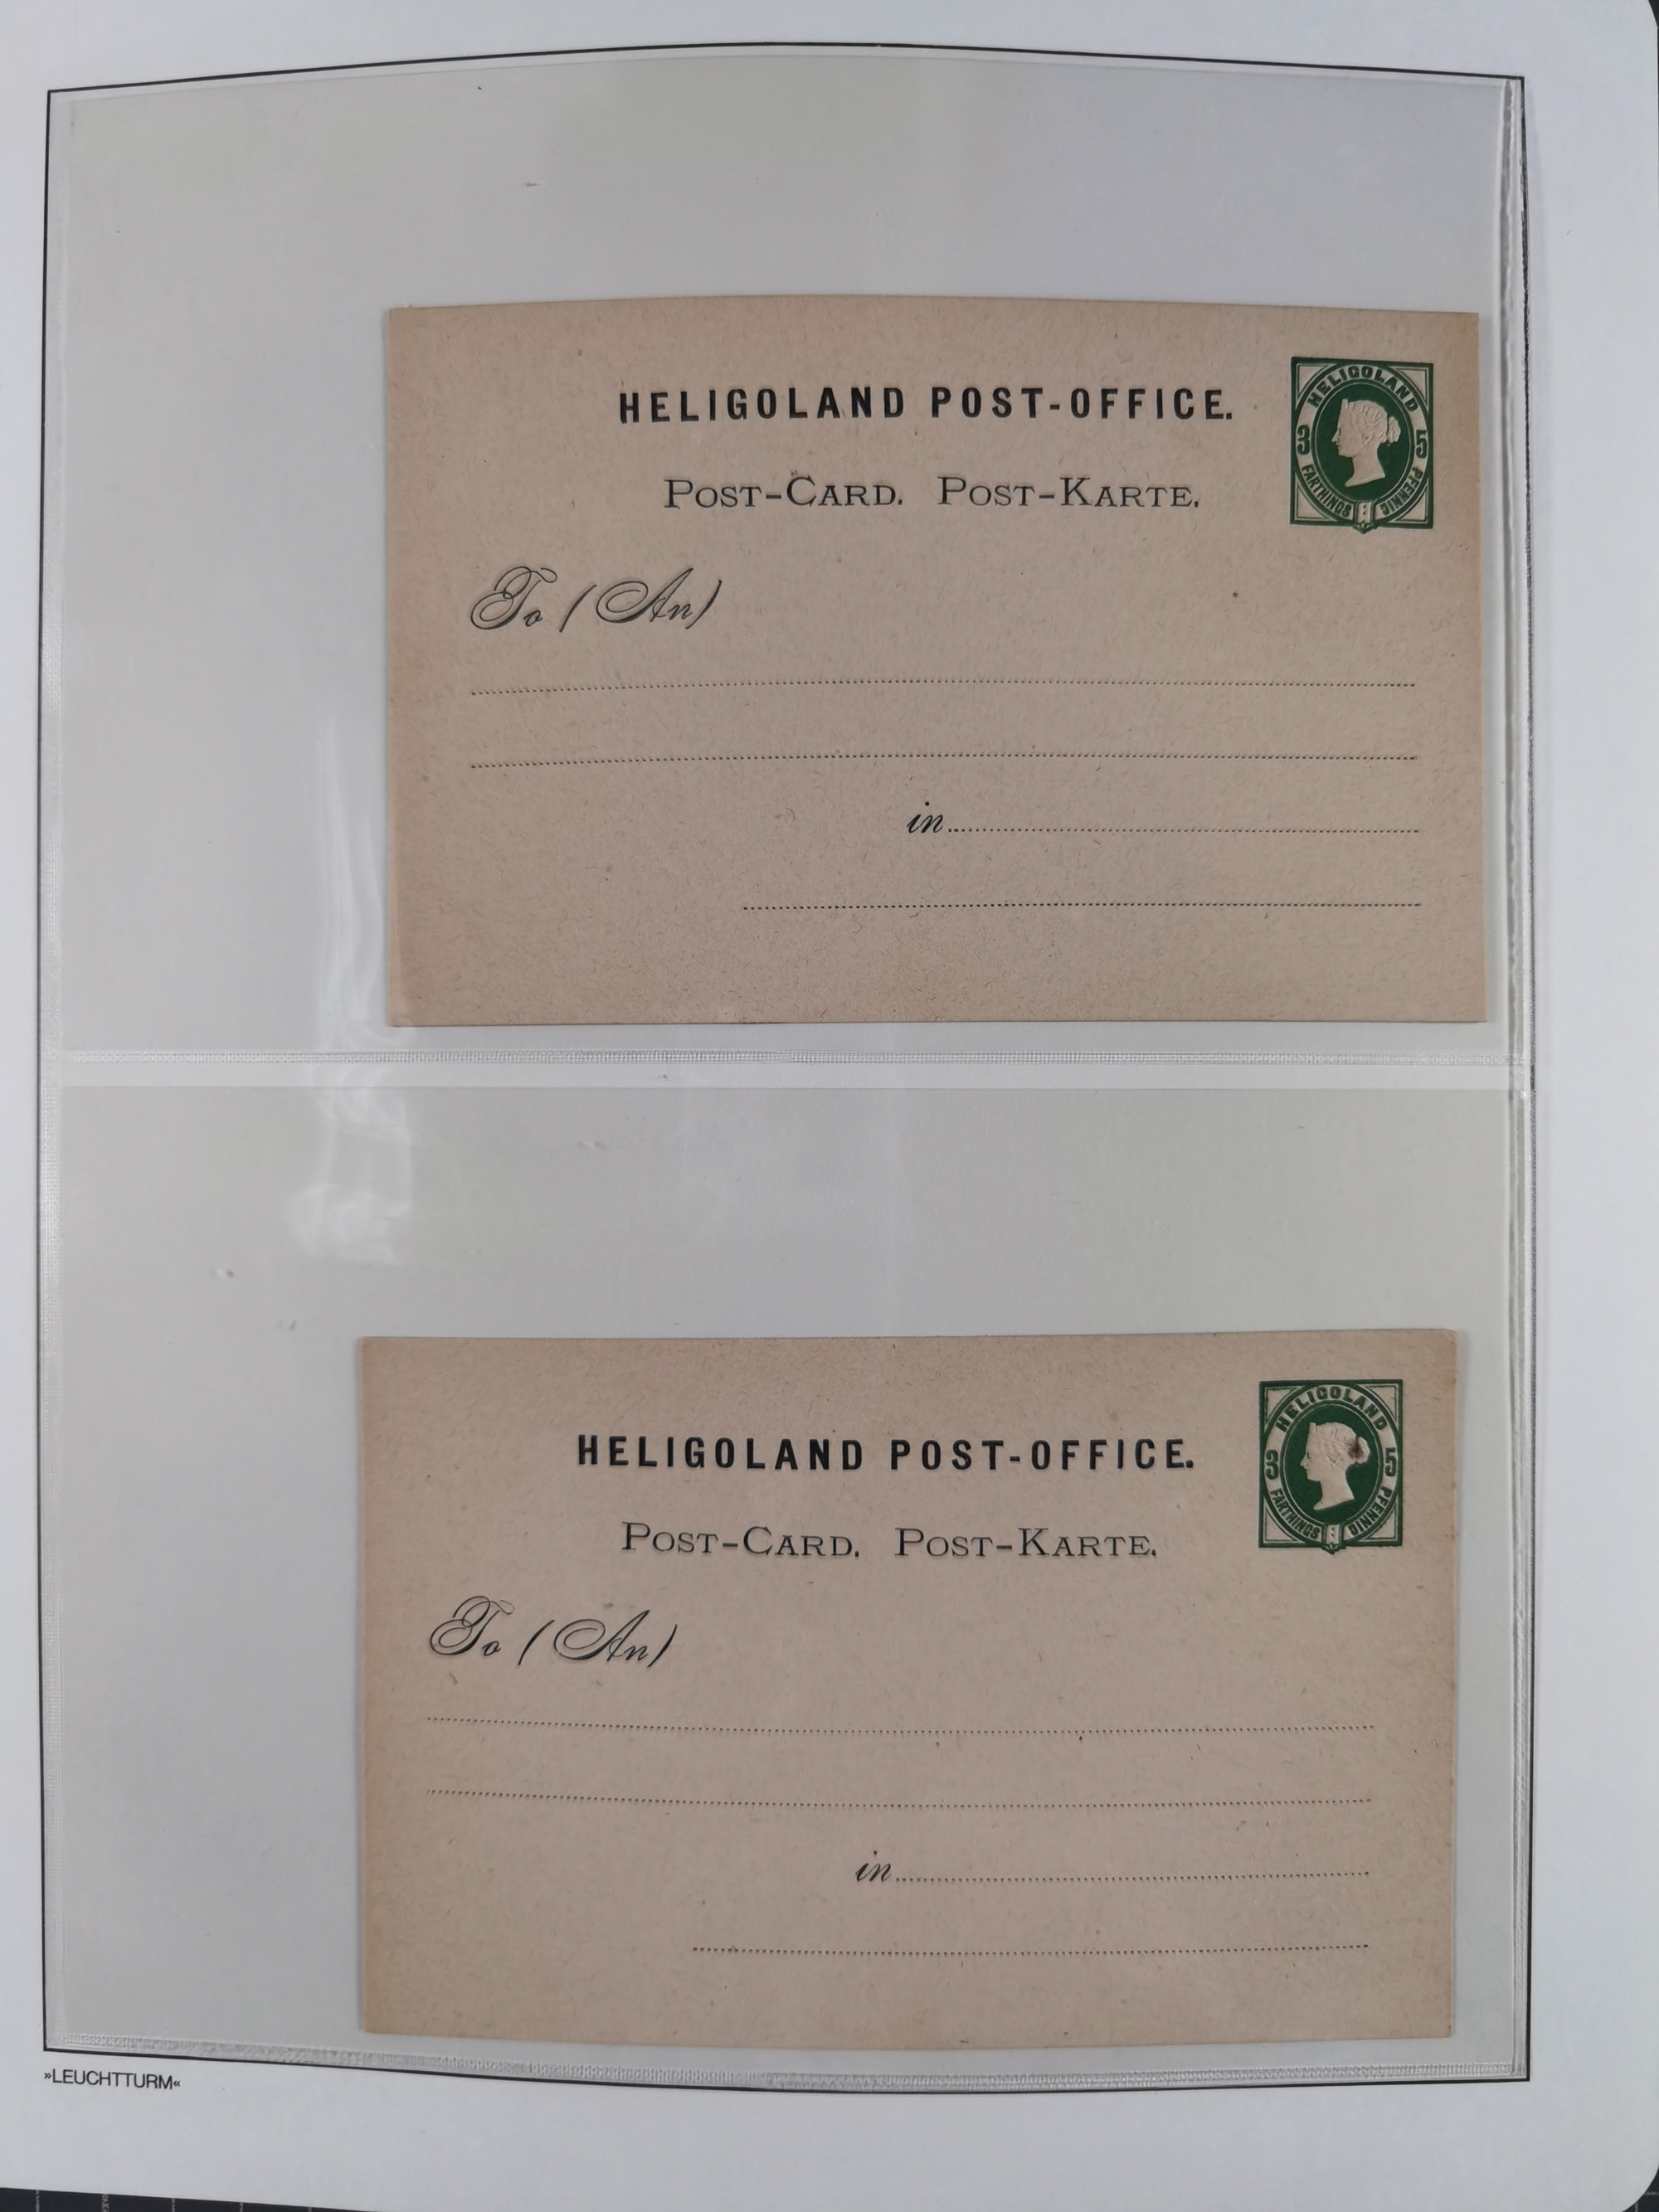 HELIGOLAND POST-OFFICE.
HELIGOLAND
3 5
FARTHINGS PFENNIG
POST-CARD. POST-KARTE.
To (An)
in
HELIGOLAND POST-OFFICE.
HELIGOLAND
3 5
FARTHINGS PFENNIG
POST-CARD. POST-KARTE.
To (An)
in
»LEUCHTTURM«